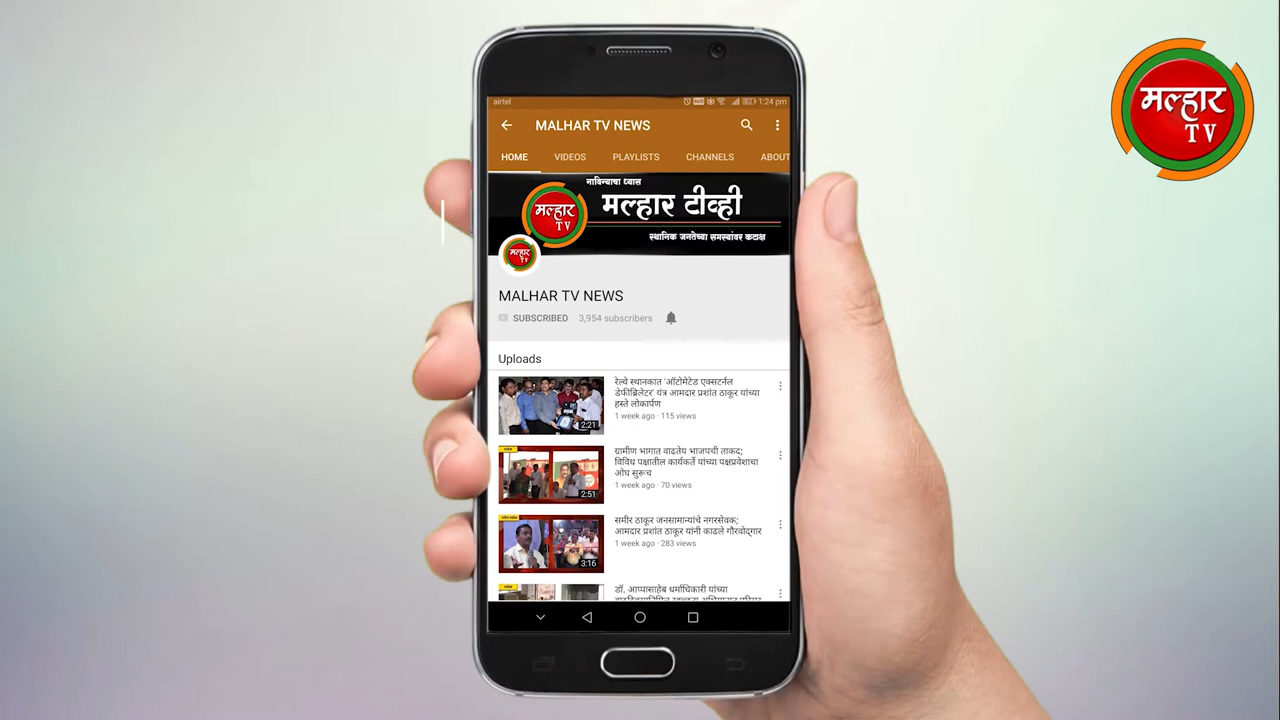 airtel
1:24 pm
MALHAR TV NEWS
HOME VIDEOS PLAYLISTS CHANNELS ABOUT
नाविन्याचा ध्यास
मल्हार टीव्ही
स्थानिक जनतेच्या समस्यांवर कटाक्ष
मल्हार
TV
मल्हार
TV
MALHAR TV NEWS
SUBSCRIBED 3,954 subscribers
Uploads
रेल्वे स्थानकात 'ऑटोमेटेड एक्सटर्नल
डेफीब्रिलेटर' यंत्र आमदार प्रशांत ठाकूर यांच्या
हस्ते लोकार्पण
1 week ago · 115 views
2:21
ग्रामीण भागात वाढतेय भाजपची ताकद;
विविध पक्षातील कार्यकर्ते यांच्या पक्षप्रवेशाचा
ओघ सुरूच
1 week ago · 70 views
2:51
समीर ठाकूर जनसामान्यांचे नगरसेवक;
आमदार प्रशांत ठाकूर यांनी काढले गौरवोद्गार
1 week ago · 283 views
3:16
डॉ. आप्पासाहेब धर्माधिकारी यांच्या
मल्हार
TV